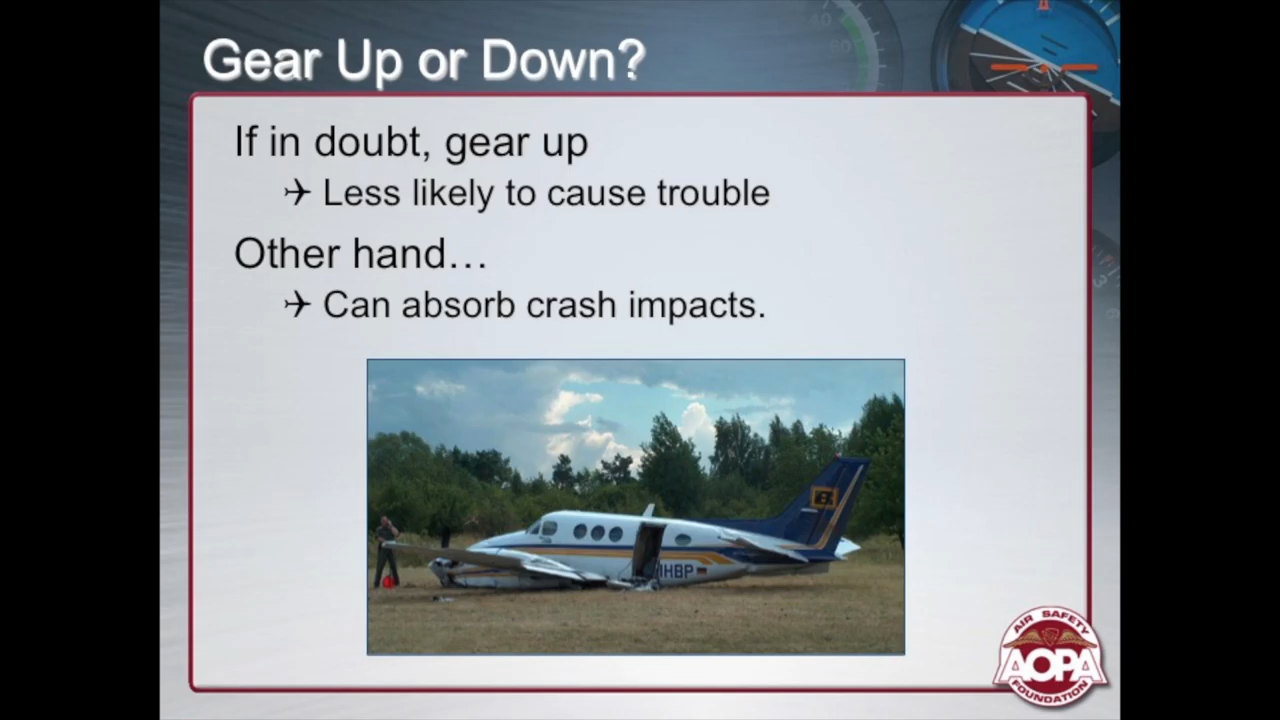 Gear Up or Down?
If in doubt, gear up
Less likely to cause trouble
Other hand…
Can absorb crash impacts.
IHBP
AIR SAFETY
AOPA
FOUNDATION